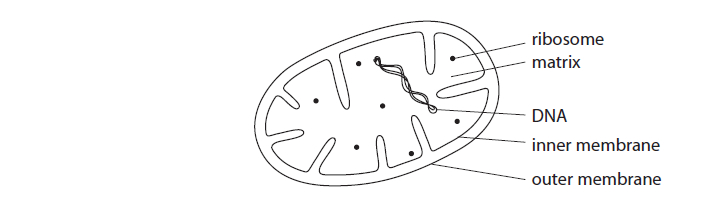 ribosome
matrix
DNA
inner membrane
outer membrane